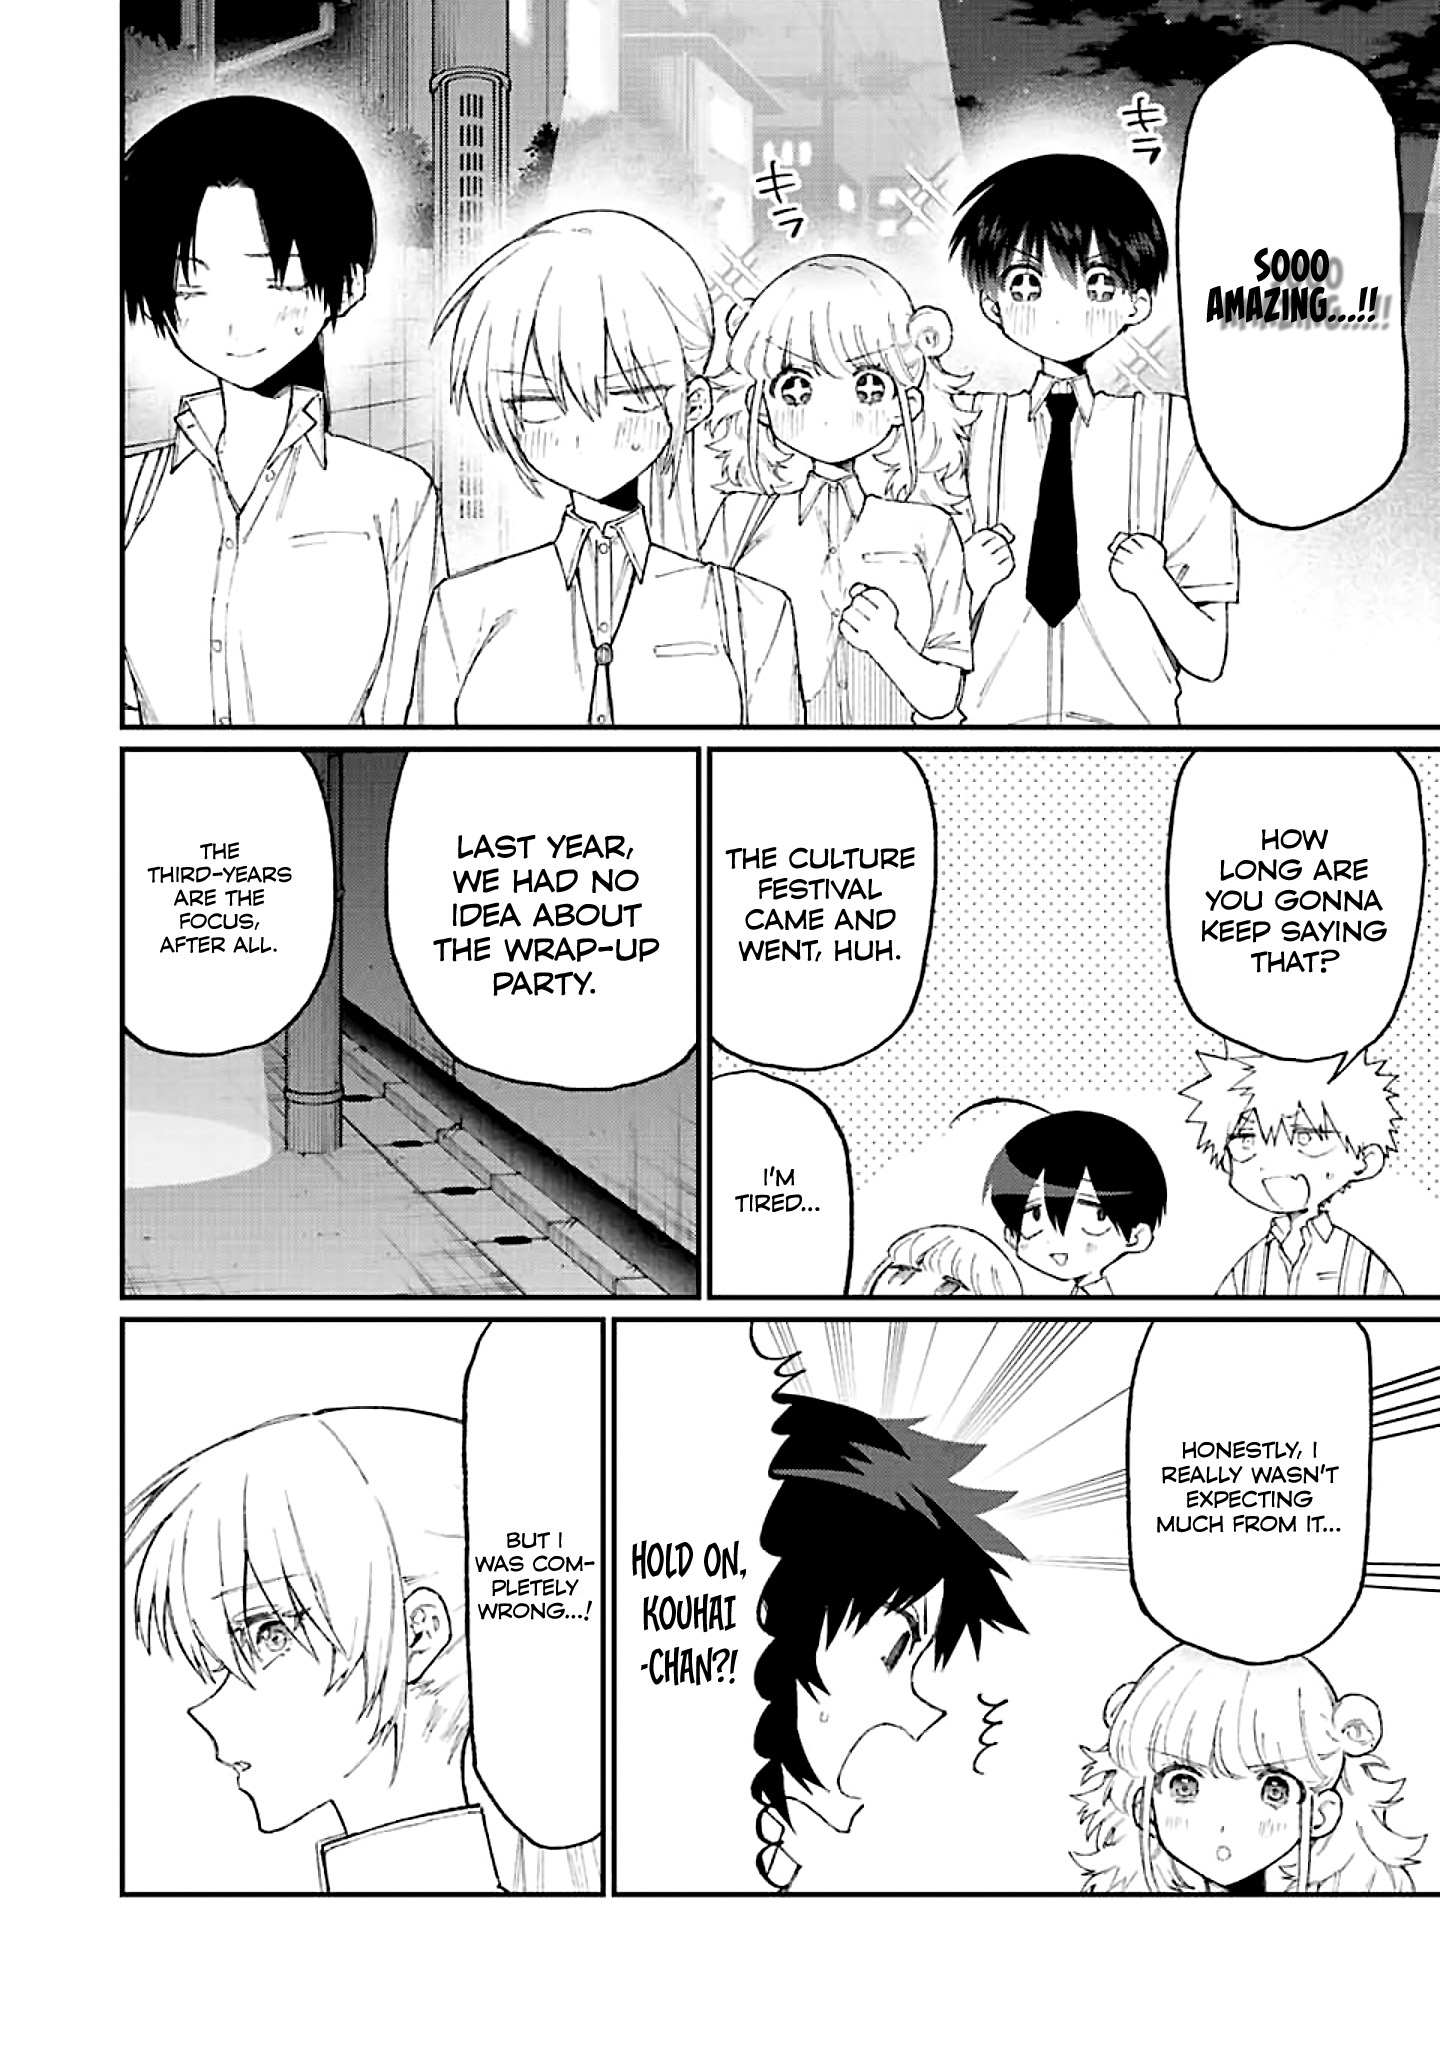 SOOO
AMAZING...!!
キラ
キラ
HOW
LONG ARE
YOU GONNA
KEEP SAYING
THAT?
THE CULTURE
FESTIVAL
CAME AND
WENT, HUH.
I'M
TIRED...
LAST YEAR,
WE HAD NO
IDEA ABOUT
THE WRAP-UP
PARTY.
THE
THIRD-YEARS
ARE THE
FOCUS,
AFTER ALL.
HONESTLY, I
REALLY WASN'T
EXPECTING
MUCH FROM IT...
HOLD ON,
KOUHAI
-CHAN?!
BUT I
WAS COM-
PLETELY
WRONG...!